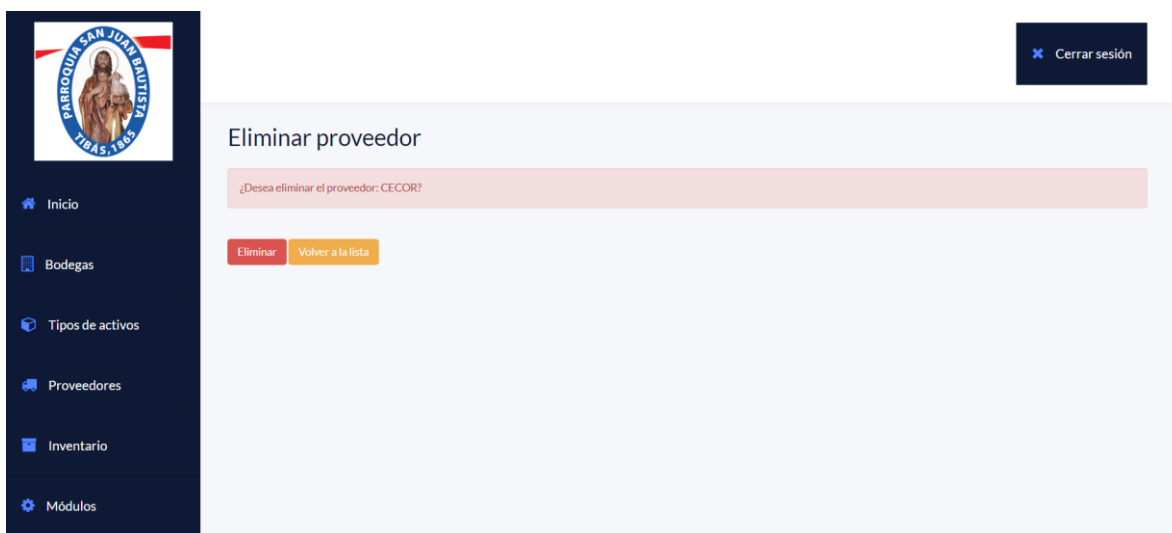 PARROQUIA SAN JUAN BAUTISTA
TIBÁS, 1865
Cerrar sesión
Eliminar proveedor
¿Desea eliminar el proveedor: CECOR?
Eliminar
Volver a la lista
Inicio
Bodegas
Tipos de activos
Proveedores
Inventario
Módulos